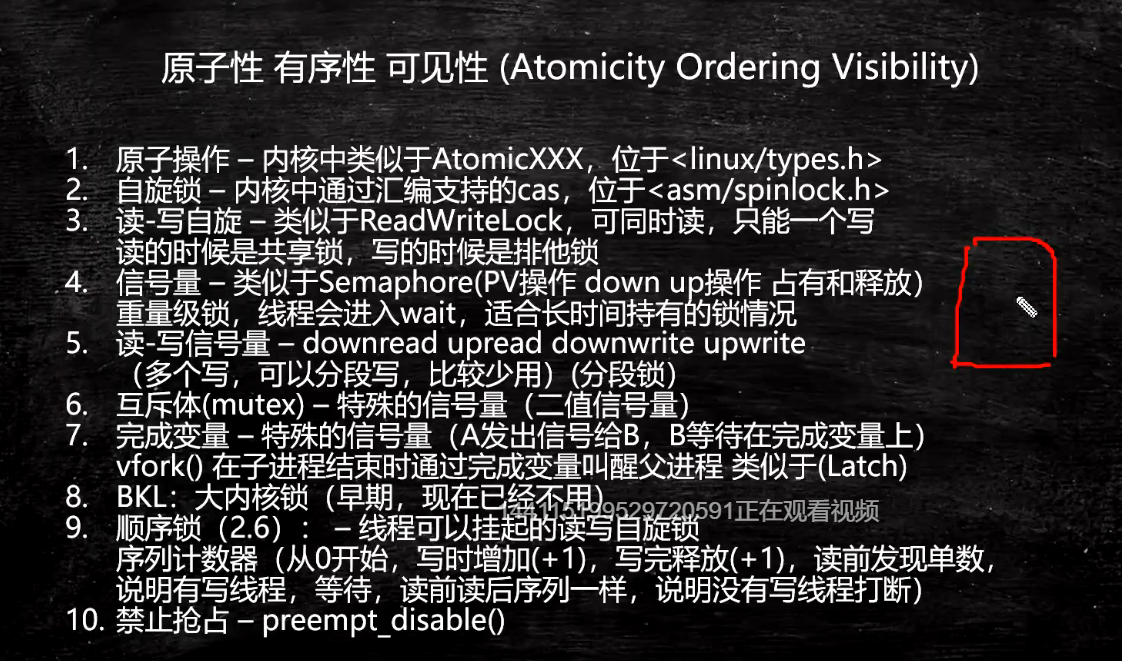 原子性 有序性 可见性 (Atomicity Ordering Visibility)
1. 原子操作 – 内核中类似于AtomicXXX，位于<linux/types.h>
2. 自旋锁 – 内核中通过汇编支持的cas，位于<asm/spinlock.h>
3. 读-写自旋 – 类似于ReadWriteLock，可同时读，只能一个写
读的时候是共享锁，写的时候是排他锁
4. 信号量 – 类似于Semaphore(PV操作 down up操作 占有和释放）
重量级锁，线程会进入wait，适合长时间持有的锁情况
5. 读-写信号量 – downread upread downwrite upwrite
（多个写，可以分段写，比较少用）(分段锁）
6. 互斥体(mutex) – 特殊的信号量（二值信号量）
7. 完成变量 – 特殊的信号量（A发出信号给B，B等待在完成变量上）
vfork() 在子进程结束时通过完成变量叫醒父进程 类似于(Latch)
8. BKL：大内核锁（早期，现在已经不用）
144115199529720591正在观看视频
9. 顺序锁（2.6）： – 线程可以挂起的读写自旋锁
序列计数器（从0开始，写时增加(+1)，写完释放(+1)，读前发现单数，
说明有写线程，等待，读前读后序列一样，说明没有写线程打断）
10. 禁止抢占 – preempt_disable()